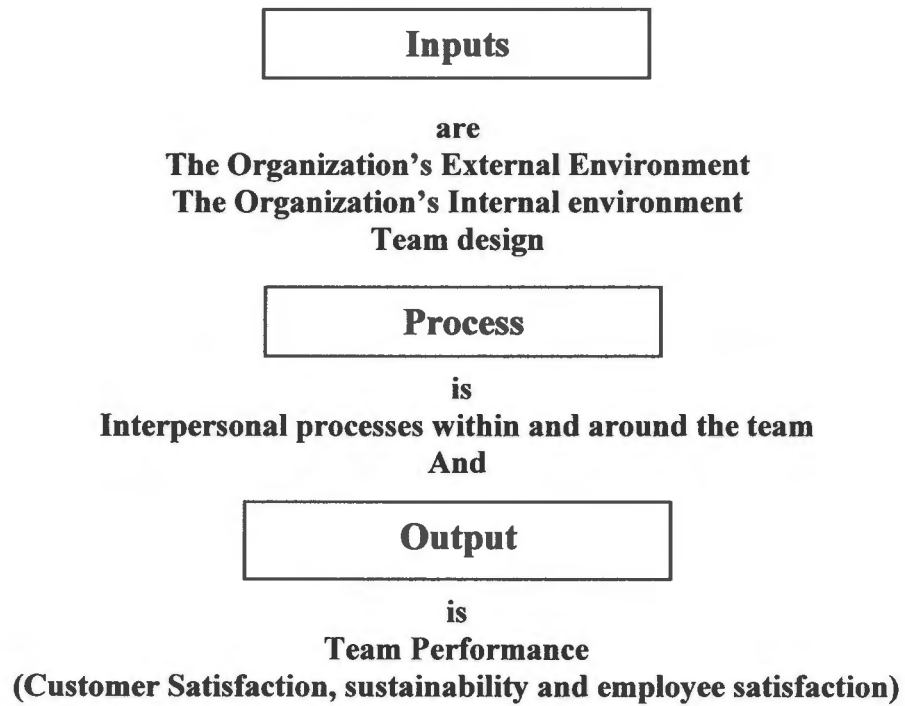 Inputs
are
The Organization's External Environment
The Organization's Internal environment
Team design
Process
is
Interpersonal processes within and around the team
And
Output
is
Team Performance
(Customer Satisfaction, sustainability and employee satisfaction)